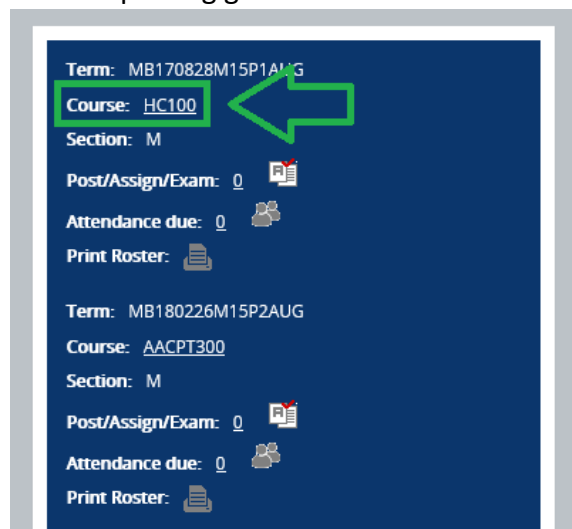 Term: MB170828M15P1AUG
Course: HC100
Section: M
Post/Assign/Exam: 0
Attendance due: 0
Print Roster:
Term: MB180226M15P2AUG
Course: AACPT300
Section: M
Post/Assign/Exam: 0
Attendance due: 0
Print Roster: